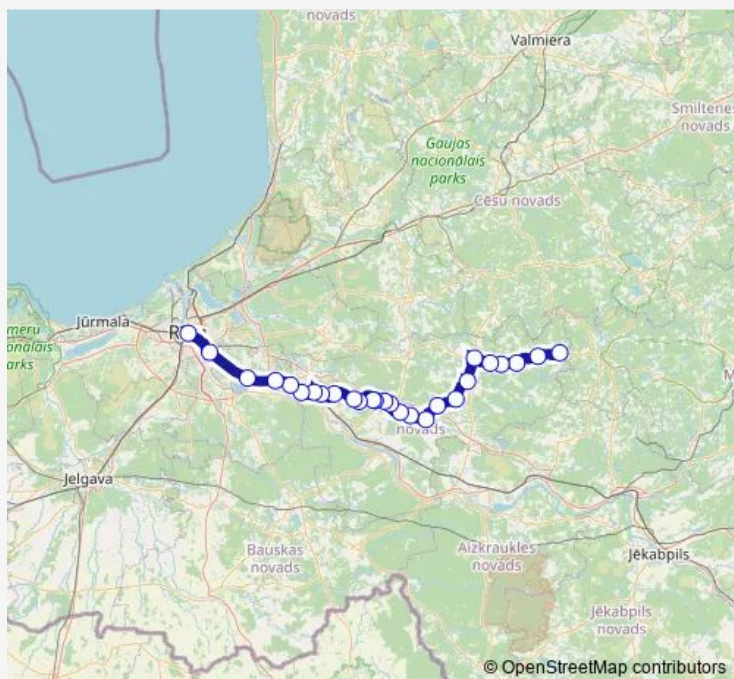 novads
Valmiera
Smiltenes
novads
Gaujas
nacionālais
parks
Cēsu novads
Jūrmala
R
meru
onālais
arks
M
novads
Jelgava
Bauskas
novads
Aizkraukles
novads
Jēkabpils
Jēkabpils
novads
© OpenStreetMap contributors